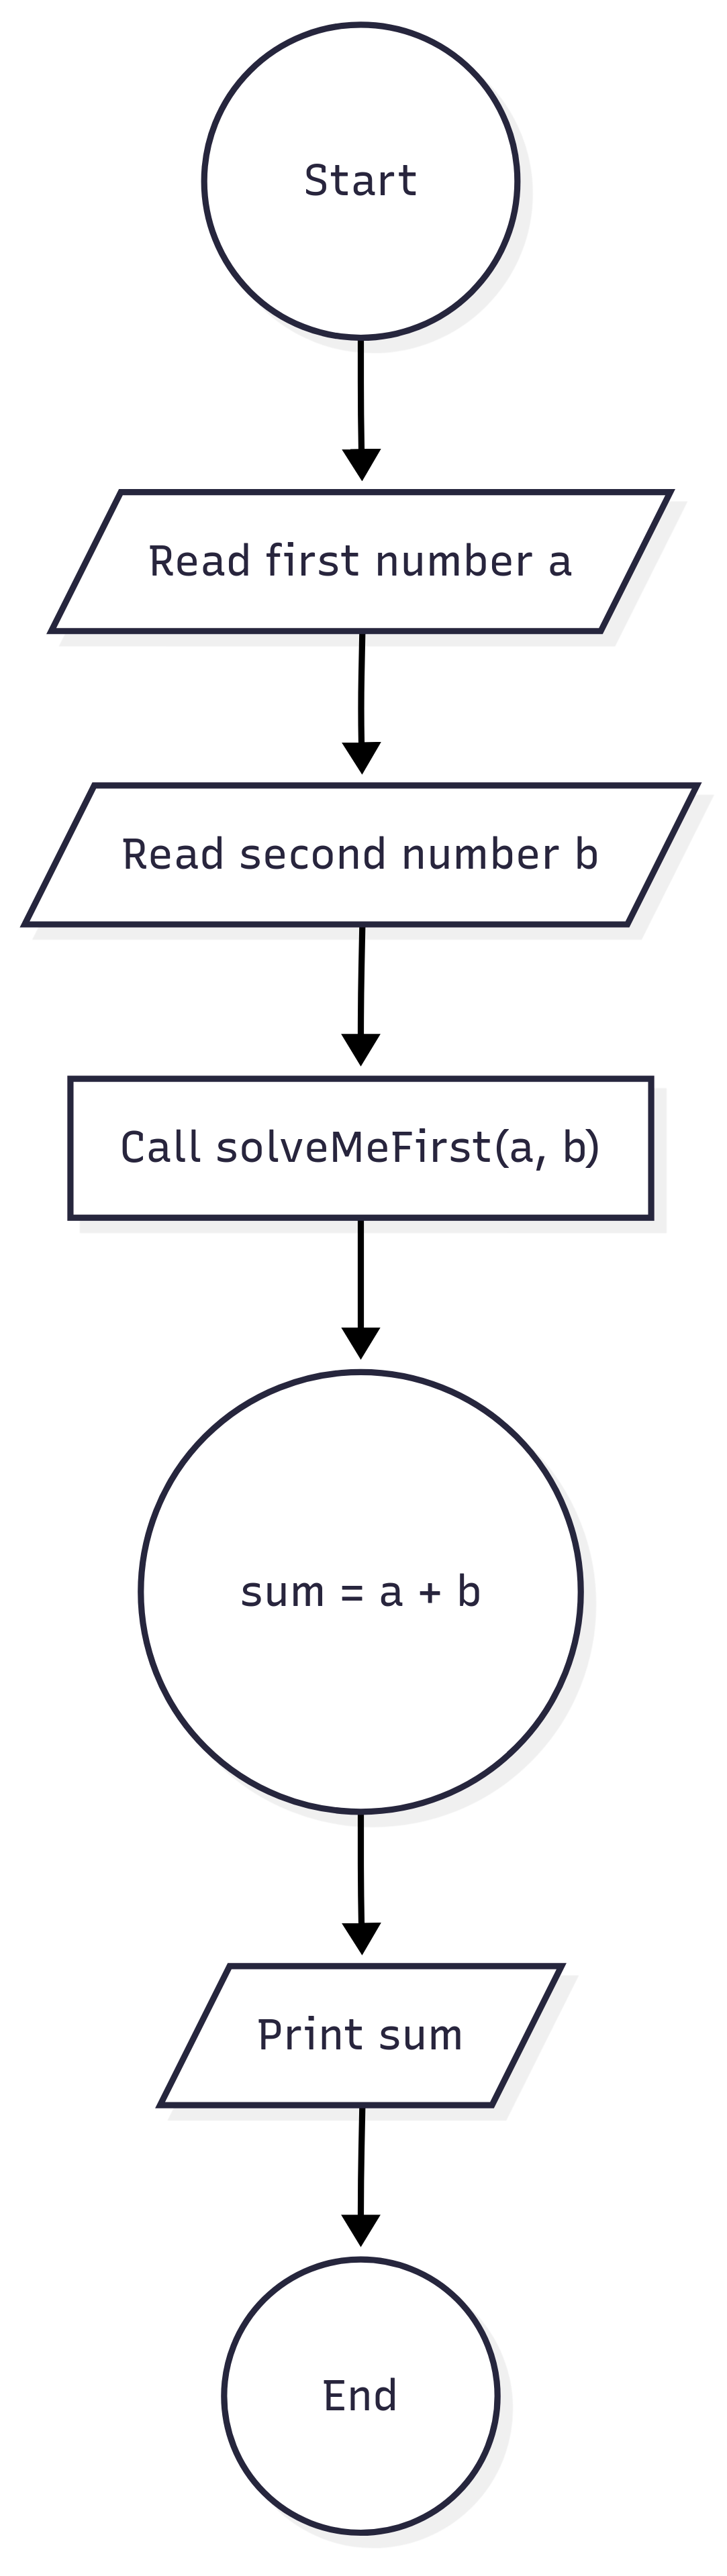 Start
Read first number a
Read second number b
Call solveMeFirst(a, b)
sum = a + b
Print sum
End